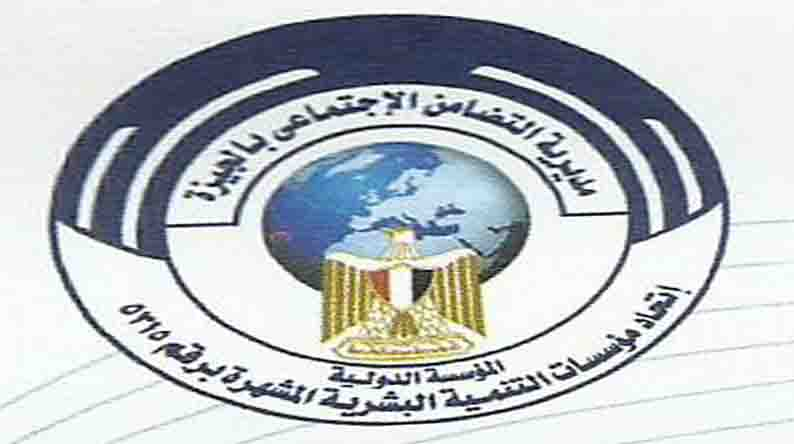 مديرية التضامن الإجتماعى بالجيزة
المؤسسة الدولية
إتحاد مؤسسات التنمية البشرية المشهرة برقم ٥٣١٥